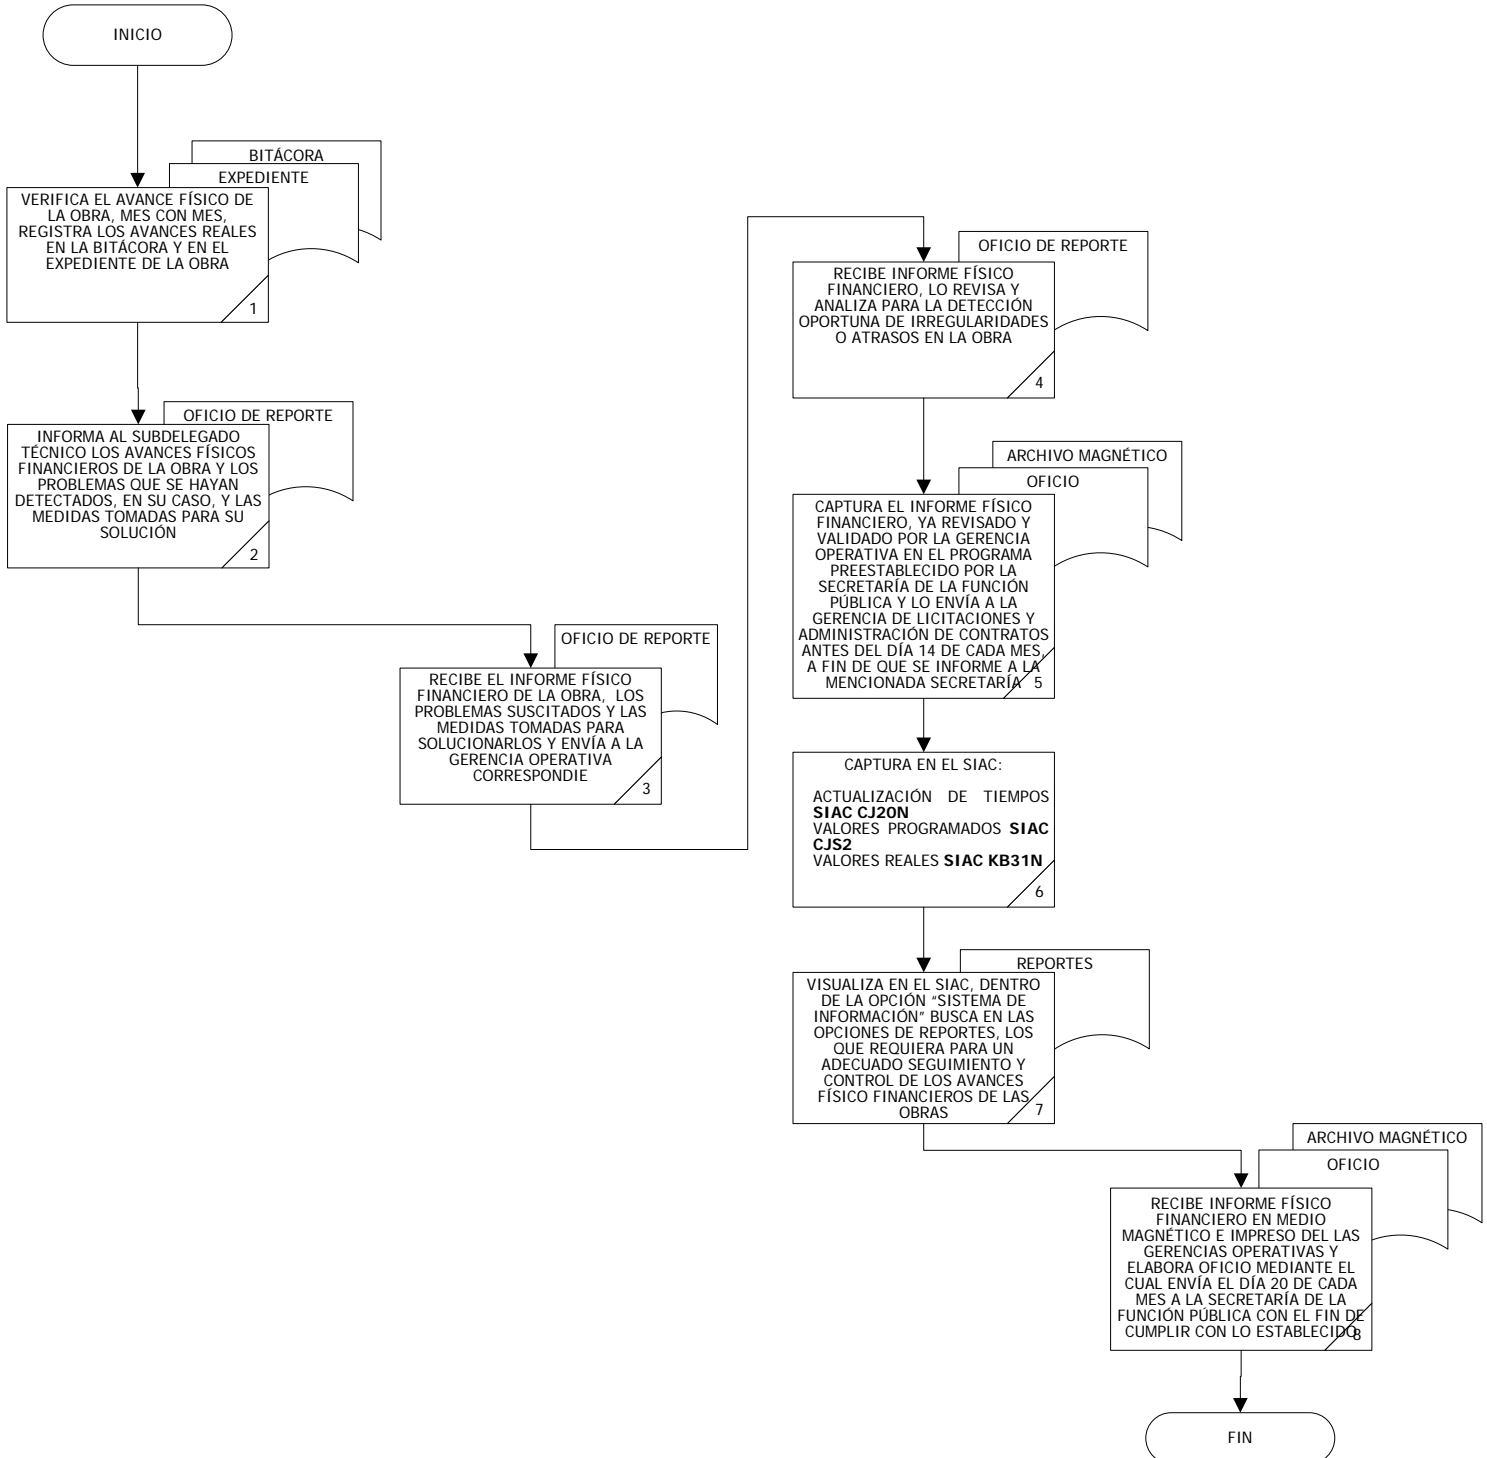 INICIO
BITÁCORA
EXPEDIENTE
VERIFICA EL AVANCE FÍSICO DE
LA OBRA, MES CON MES,
REGISTRA LOS AVANCES REALES
EN LA BITÁCORA Y EN EL
EXPEDIENTE DE LA OBRA
1
OFICIO DE REPORTE
INFORMA AL SUBDELEGADO
TÉCNICO LOS AVANCES FÍSICOS
FINANCIEROS DE LA OBRA Y LOS
PROBLEMAS QUE SE HAYAN
DETECTADOS, EN SU CASO, Y LAS
MEDIDAS TOMADAS PARA SU
SOLUCIÓN
2
OFICIO DE REPORTE
RECIBE EL INFORME FÍSICO
FINANCIERO DE LA OBRA, LOS
PROBLEMAS SUSCITADOS Y LAS
MEDIDAS TOMADAS PARA
SOLUCIONARLOS Y ENVÍA A LA
GERENCIA OPERATIVA
CORRESPONDIE
3
OFICIO DE REPORTE
RECIBE INFORME FÍSICO
FINANCIERO, LO REVISA Y
ANALIZA PARA LA DETECCIÓN
OPORTUNA DE IRREGULARIDADES
O ATRASOS EN LA OBRA
4
ARCHIVO MAGNÉTICO
OFICIO
CAPTURA EL INFORME FÍSICO
FINANCIERO, YA REVISADO Y
VALIDADO POR LA GERENCIA
OPERATIVA EN EL PROGRAMA
PREESTABLECIDO POR LA
SECRETARÍA DE LA FUNCIÓN
PÚBLICA Y LO ENVÍA A LA
GERENCIA DE LICITACIONES Y
ADMINISTRACIÓN DE CONTRATOS
ANTES DEL DÍA 14 DE CADA MES,
A FIN DE QUE SE INFORME A LA
MENCIONADA SECRETARÍA
5
CAPTURA EN EL SIAC:
ACTUALIZACIÓN DE TIEMPOS
SIAC CJ20N
VALORES PROGRAMADOS SIAC
CJS2
VALORES REALES SIAC KB31N
6
REPORTES
VISUALIZA EN EL SIAC, DENTRO
DE LA OPCIÓN "SISTEMA DE
INFORMACIÓN" BUSCA EN LAS
OPCIONES DE REPORTES, LOS
QUE REQUIERA PARA UN
ADECUADO SEGUIMIENTO Y
CONTROL DE LOS AVANCES
FÍSICO FINANCIEROS DE LAS
OBRAS
7
ARCHIVO MAGNÉTICO
OFICIO
RECIBE INFORME FÍSICO
FINANCIERO EN MEDIO
MAGNÉTICO E IMPRESO DEL LAS
GERENCIAS OPERATIVAS Y
ELABORA OFICIO MEDIANTE EL
CUAL ENVÍA EL DÍA 20 DE CADA
MES A LA SECRETARÍA DE LA
FUNCIÓN PÚBLICA CON EL FIN DE
CUMPLIR CON LO ESTABLECIDO
8
FIN